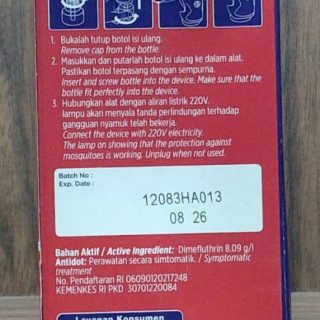 1. Bukalah tutup botol isi ulang.
Remove cap from the bottle.
2. Masukkan dan putarlah botol isi ulang ke dalam alat.
Pastikan botol terpasang dengan sempurna.
Insert and screw bottle into the device. Make sure that the
bottle fit perfectly into the device.
3. Hubungkan alat dengan aliran listrik 220V.
lampu akan menyala tanda perlindungan terhadap
gangguan nyamuk telah bekerja.
Connect the device with 220V electricity.
The lamp on showing that the protection against
mosquitoes is working. Unplug when not used.
Batch No :
Exp. Date :
12083HA013
08 26
Bahan Aktif / Active Ingredient: Dimefluthrin 8.09 g/l
Antidot: Perawatan secara simtomatik. / Symptomatic
treatment
No. Pendaftaran RI 06090120217248
KEMENKES RI PKD 30701220084
Layanan Konsumen